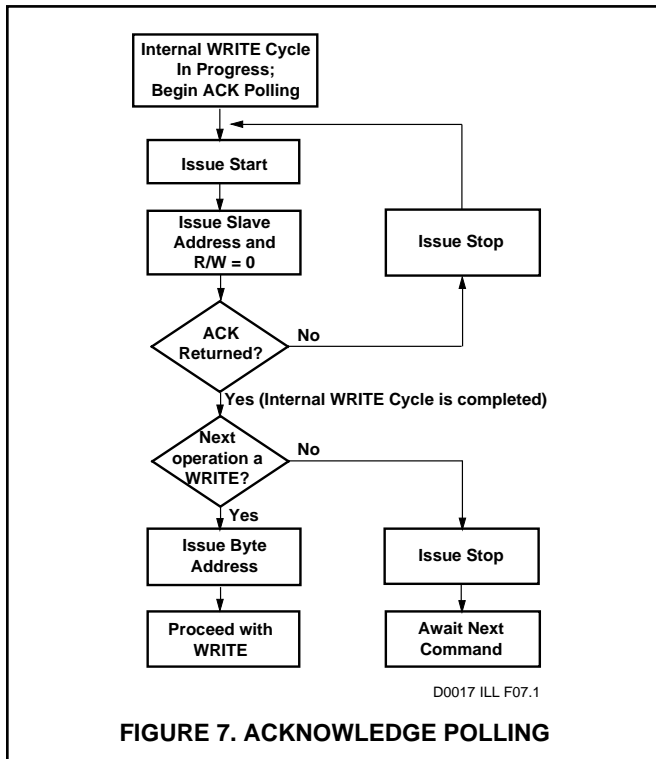 Internal WRITE Cycle
In Progress;
Begin ACK Polling
Issue Start
Issue Slave
Address and
R/W = 0
Issue Stop
ACK
Returned?
No
Yes (Internal WRITE Cycle is completed)
Next
operation a
WRITE?
No
Yes
Issue Byte
Address
Issue Stop
Proceed with
WRITE
Await Next
Command
D0017 ILL F07.1
FIGURE 7. ACKNOWLEDGE POLLING